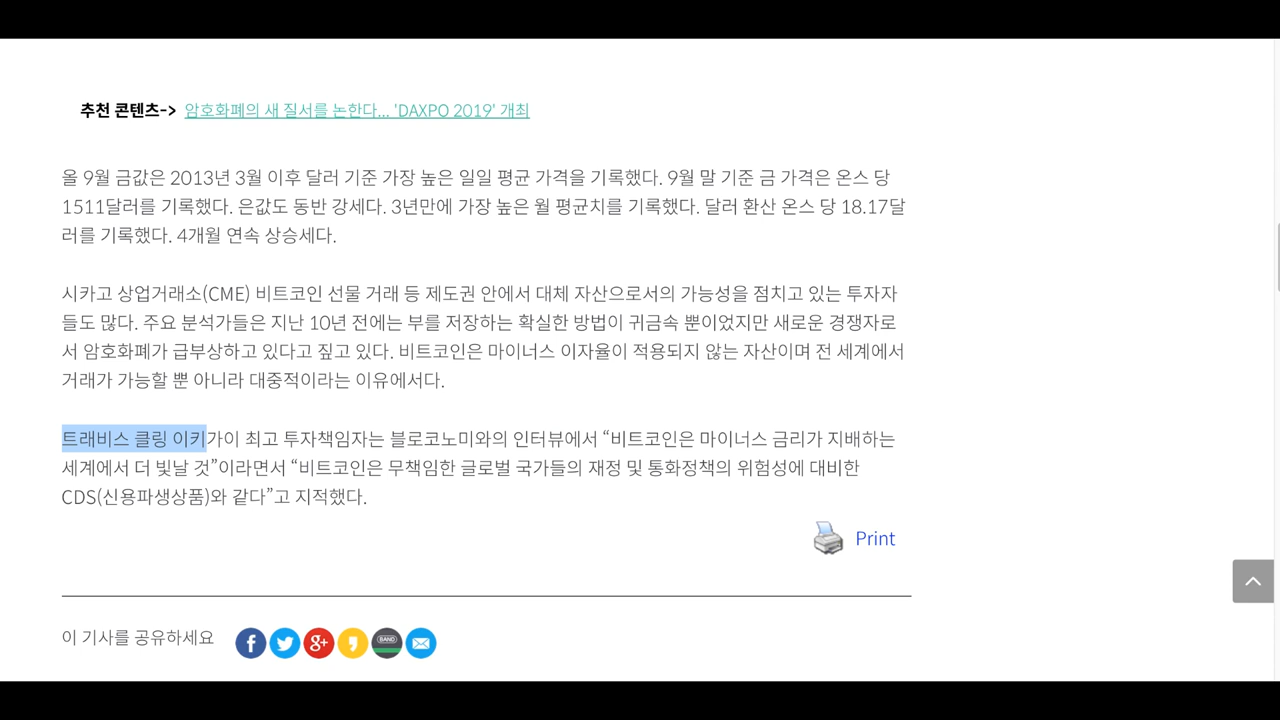 추천 콘텐츠-> 암호화폐의 새 질서를 논한다... 'DAXPO 2019' 개최
올 9월 금값은 2013년 3월 이후 달러 기준 가장 높은 일일 평균 가격을 기록했다. 9월 말 기준 금 가격은 온스 당
1511달러를 기록했다. 은값도 동반 강세다. 3년만에 가장 높은 월 평균치를 기록했다. 달러 환산 온스 당 18.17달
러를 기록했다. 4개월 연속 상승세다.
시카고 상업거래소(CME) 비트코인 선물 거래 등 제도권 안에서 대체 자산으로서의 가능성을 점치고 있는 투자자
들도 많다. 주요 분석가들은 지난 10년 전에는 부를 저장하는 확실한 방법이 귀금속 뿐이었지만 새로운 경쟁자로
서 암호화폐가 급부상하고 있다고 짚고 있다. 비트코인은 마이너스 이자율이 적용되지 않는 자산이며 전 세계에서
거래가 가능할 뿐 아니라 대중적이라는 이유에서다.
트래비스 클링 이키가이 최고 투자책임자는 블로코노미와의 인터뷰에서 “비트코인은 마이너스 금리가 지배하는
세계에서 더 빛날 것”이라면서 “비트코인은 무책임한 글로벌 국가들의 재정 및 통화정책의 위험성에 대비한
CDS(신용파생상품)와 같다”고 지적했다.
Print
이 기사를 공유하세요
BAND